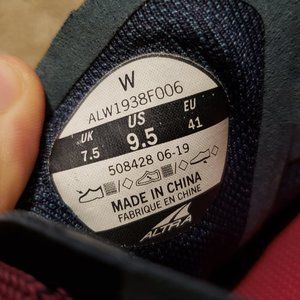 W
ALW1938F006
UK US EU
7.5 9.5 41
508428 06-19
MADE IN CHINA
FABRIQUE EN CHINE
ALTRA